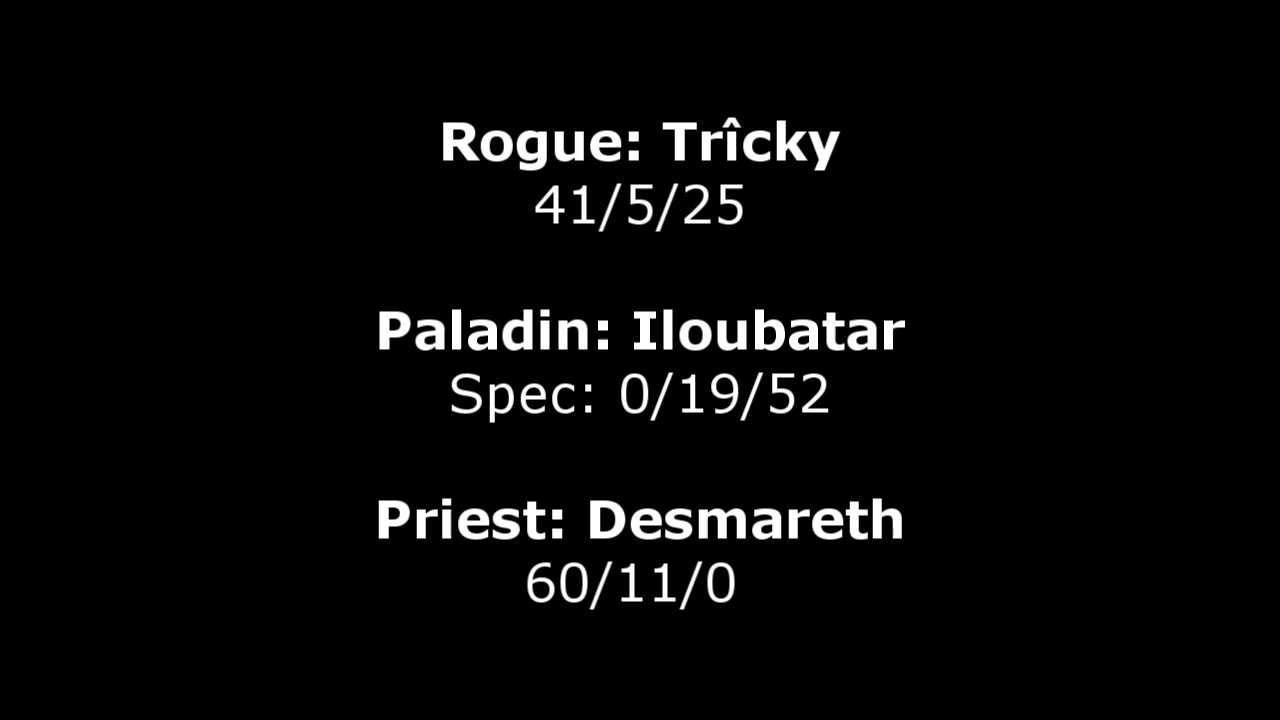 Rogue: Trîcky
41/5/25
Paladin: Iloubatar
Spec: 0/19/52
Priest: Desmareth
60/11/0